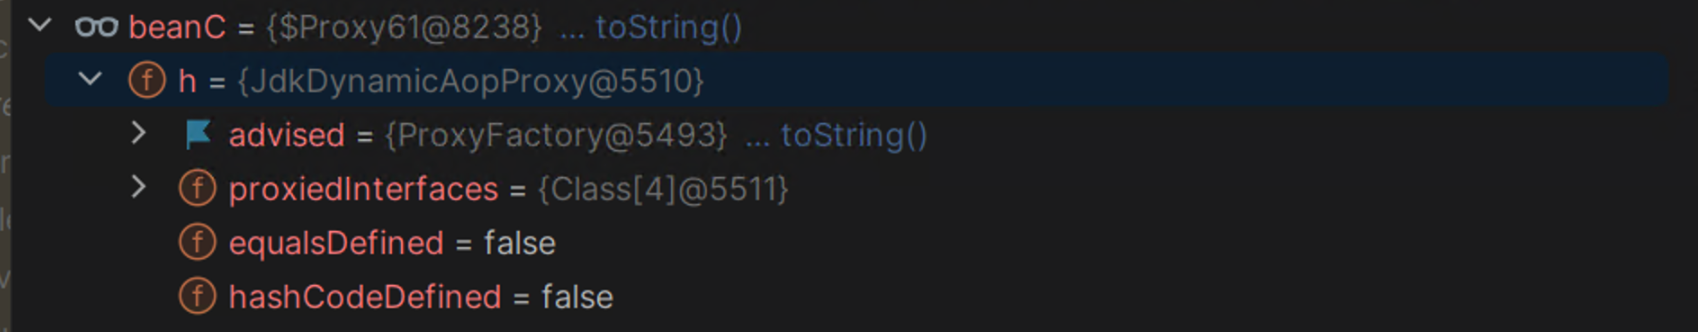 beanC = {$Proxy61@8238} ... toString()
f h = {JdkDynamicAopProxy@5510}
advised = {ProxyFactory@5493} ... toString()
f proxiedInterfaces = {Class[4]@5511}
f equalsDefined = false
f hashCodeDefined = false